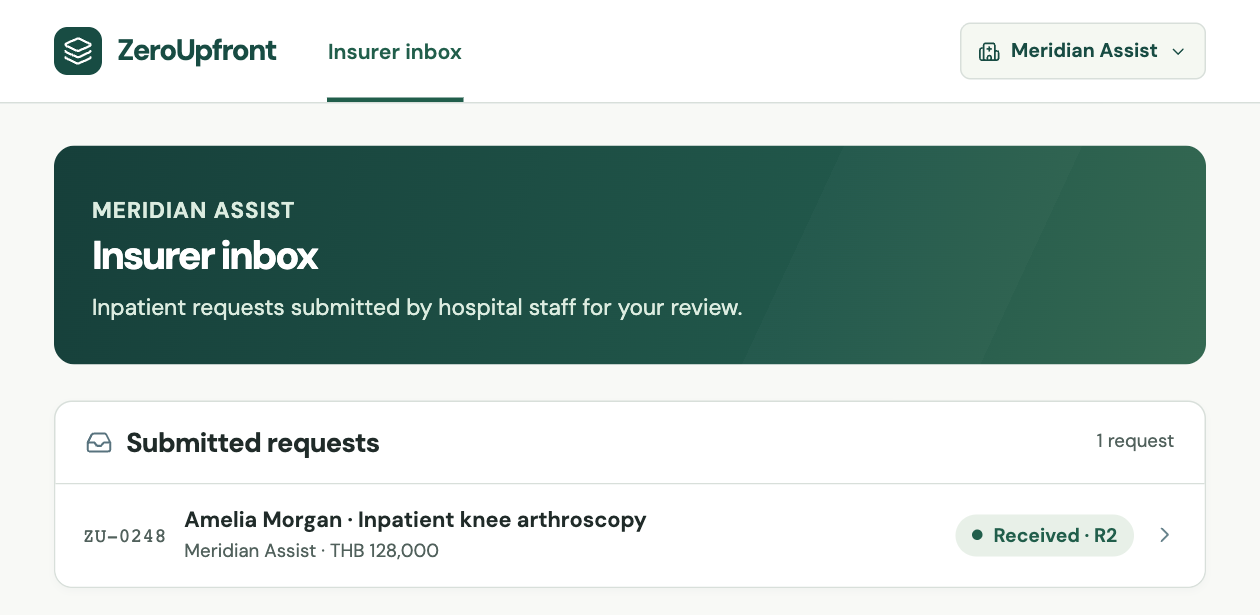 ZeroUpfront
Insurer inbox
Meridian Assist
MERIDIAN ASSIST
Insurer inbox
Inpatient requests submitted by hospital staff for your review.
Submitted requests
1 request
ZU-0248
Amelia Morgan · Inpatient knee arthroscopy
Meridian Assist · THB 128,000
Received · R2